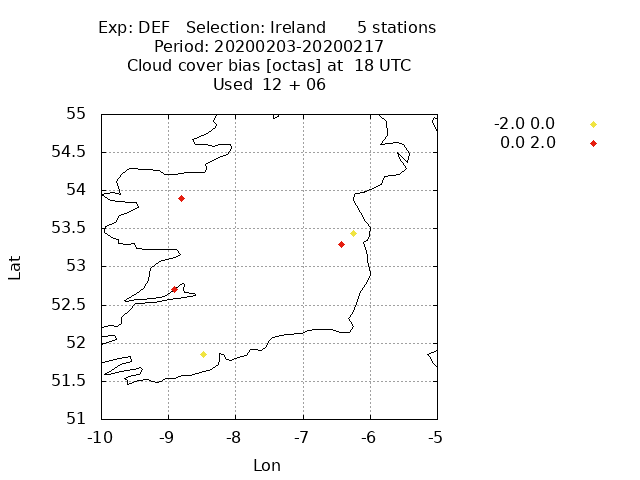 Exp: DEF   Selection: Ireland      5 stations
Period: 20200203-20200217
Cloud cover bias [octas] at  18 UTC
Used  12 + 06
-2.0 0.0
0.0 2.0
55
54.5
54
53.5
53
52.5
52
51.5
51
Lat
-10 -9 -8 -7 -6 -5
Lon